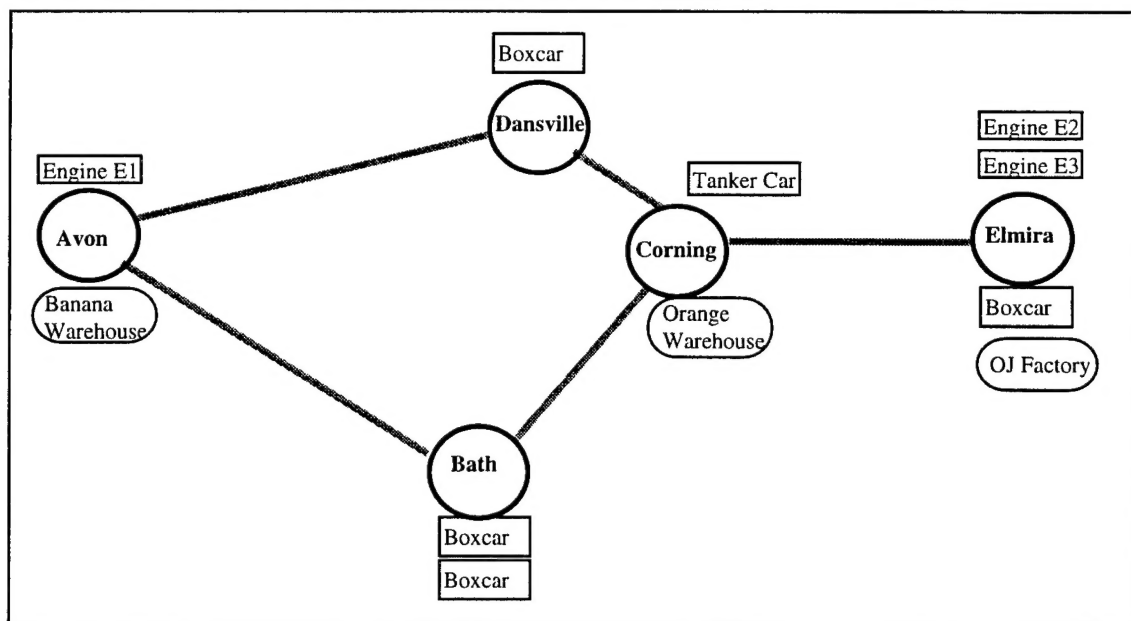 Boxcar
Dansville
Engine E2
Engine E3
Engine E1
Tanker Car
Avon
Corning
Elmira
Banana
Warehouse
Orange
Warehouse
Boxcar
OJ Factory
Bath
Boxcar
Boxcar